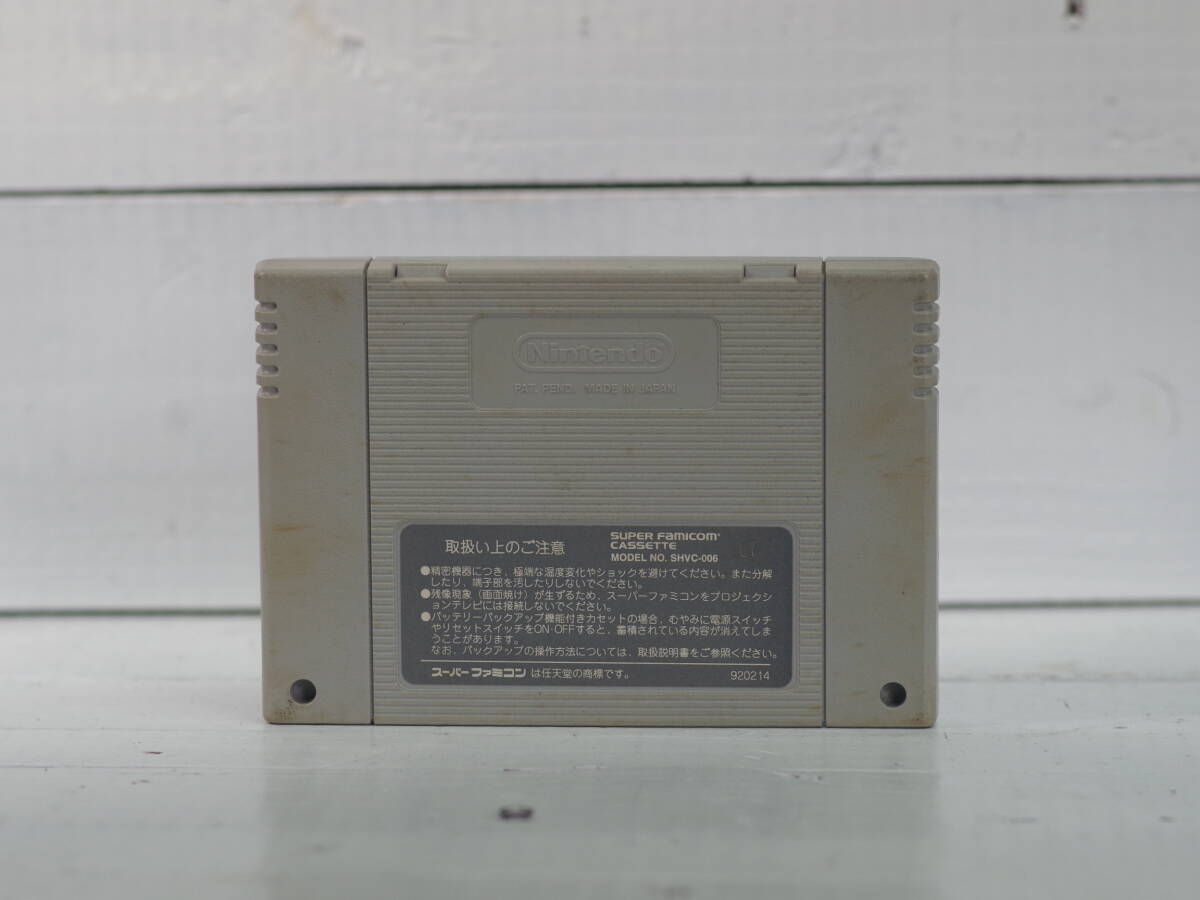 Nintendo
PAT. PEND. MADE IN JAPAN
取扱い上のご注意
SUPER FAMICOM
CASSETTE
MODEL NO. SHVC-006
●精密機器につき、極端な温度変化やショックを避けてください。また分解
したり、端子部を汚したりしないでください。
●残像現象（画面焼け）が生ずるため、スーパーファミコンをプロジェクシ
ョンテレビには接続しないでください。
●バッテリーバックアップ機能付きカセットの場合、むやみに電源スイッチ
やリセットスイッチをON・OFFすると、蓄積されている内容が消えてしま
うことがあります。
なお、バックアップの操作方法については、取扱説明書をご参照ください。
スーパーファミコン は任天堂の商標です。
920214